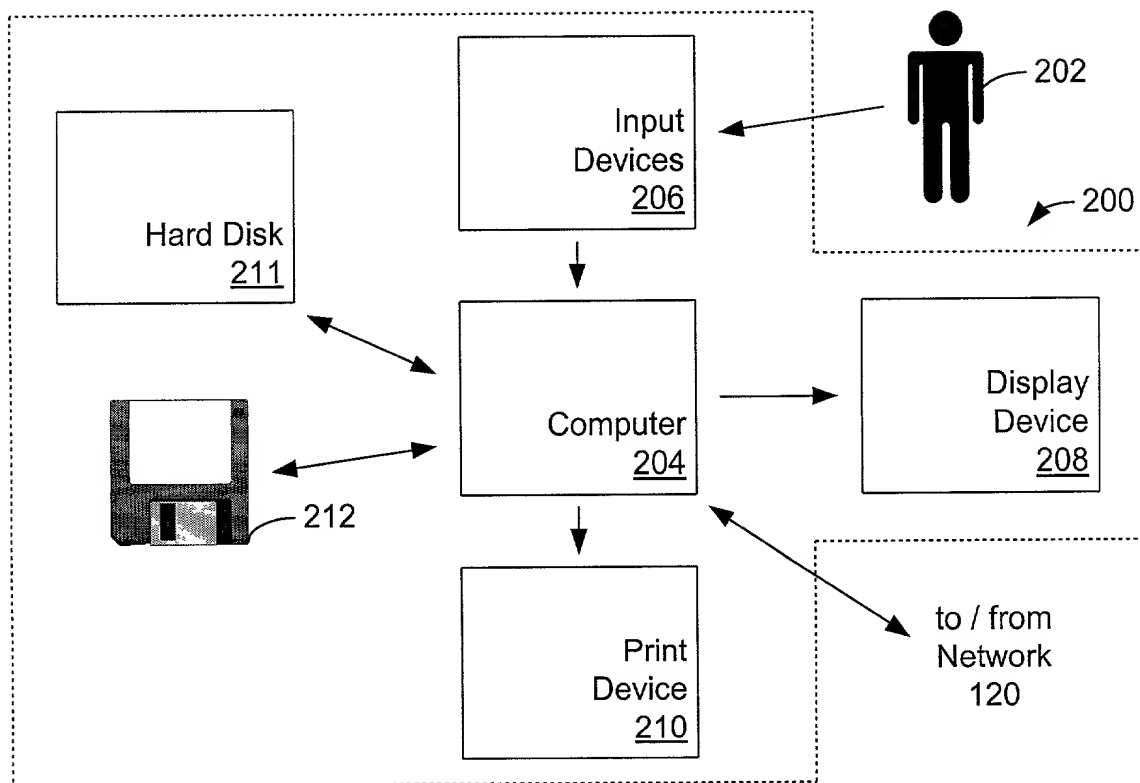 Input
Devices
206
202
200
Hard Disk
211
Computer
204
Display
Device
208
212
Print
Device
210
to / from
Network
120